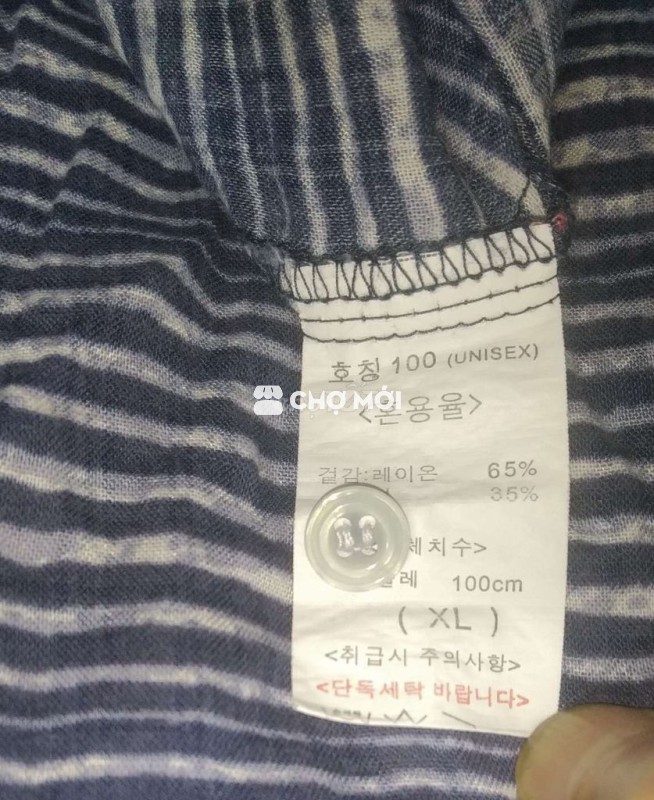 호칭 100 (UNISEX)
CHỢ MỚI
<혼용율>
겉감:레이온 65%
35%
체치수>
레 100cm
( XL )
<취급시 주의사항>
<단독세탁 바랍니다>